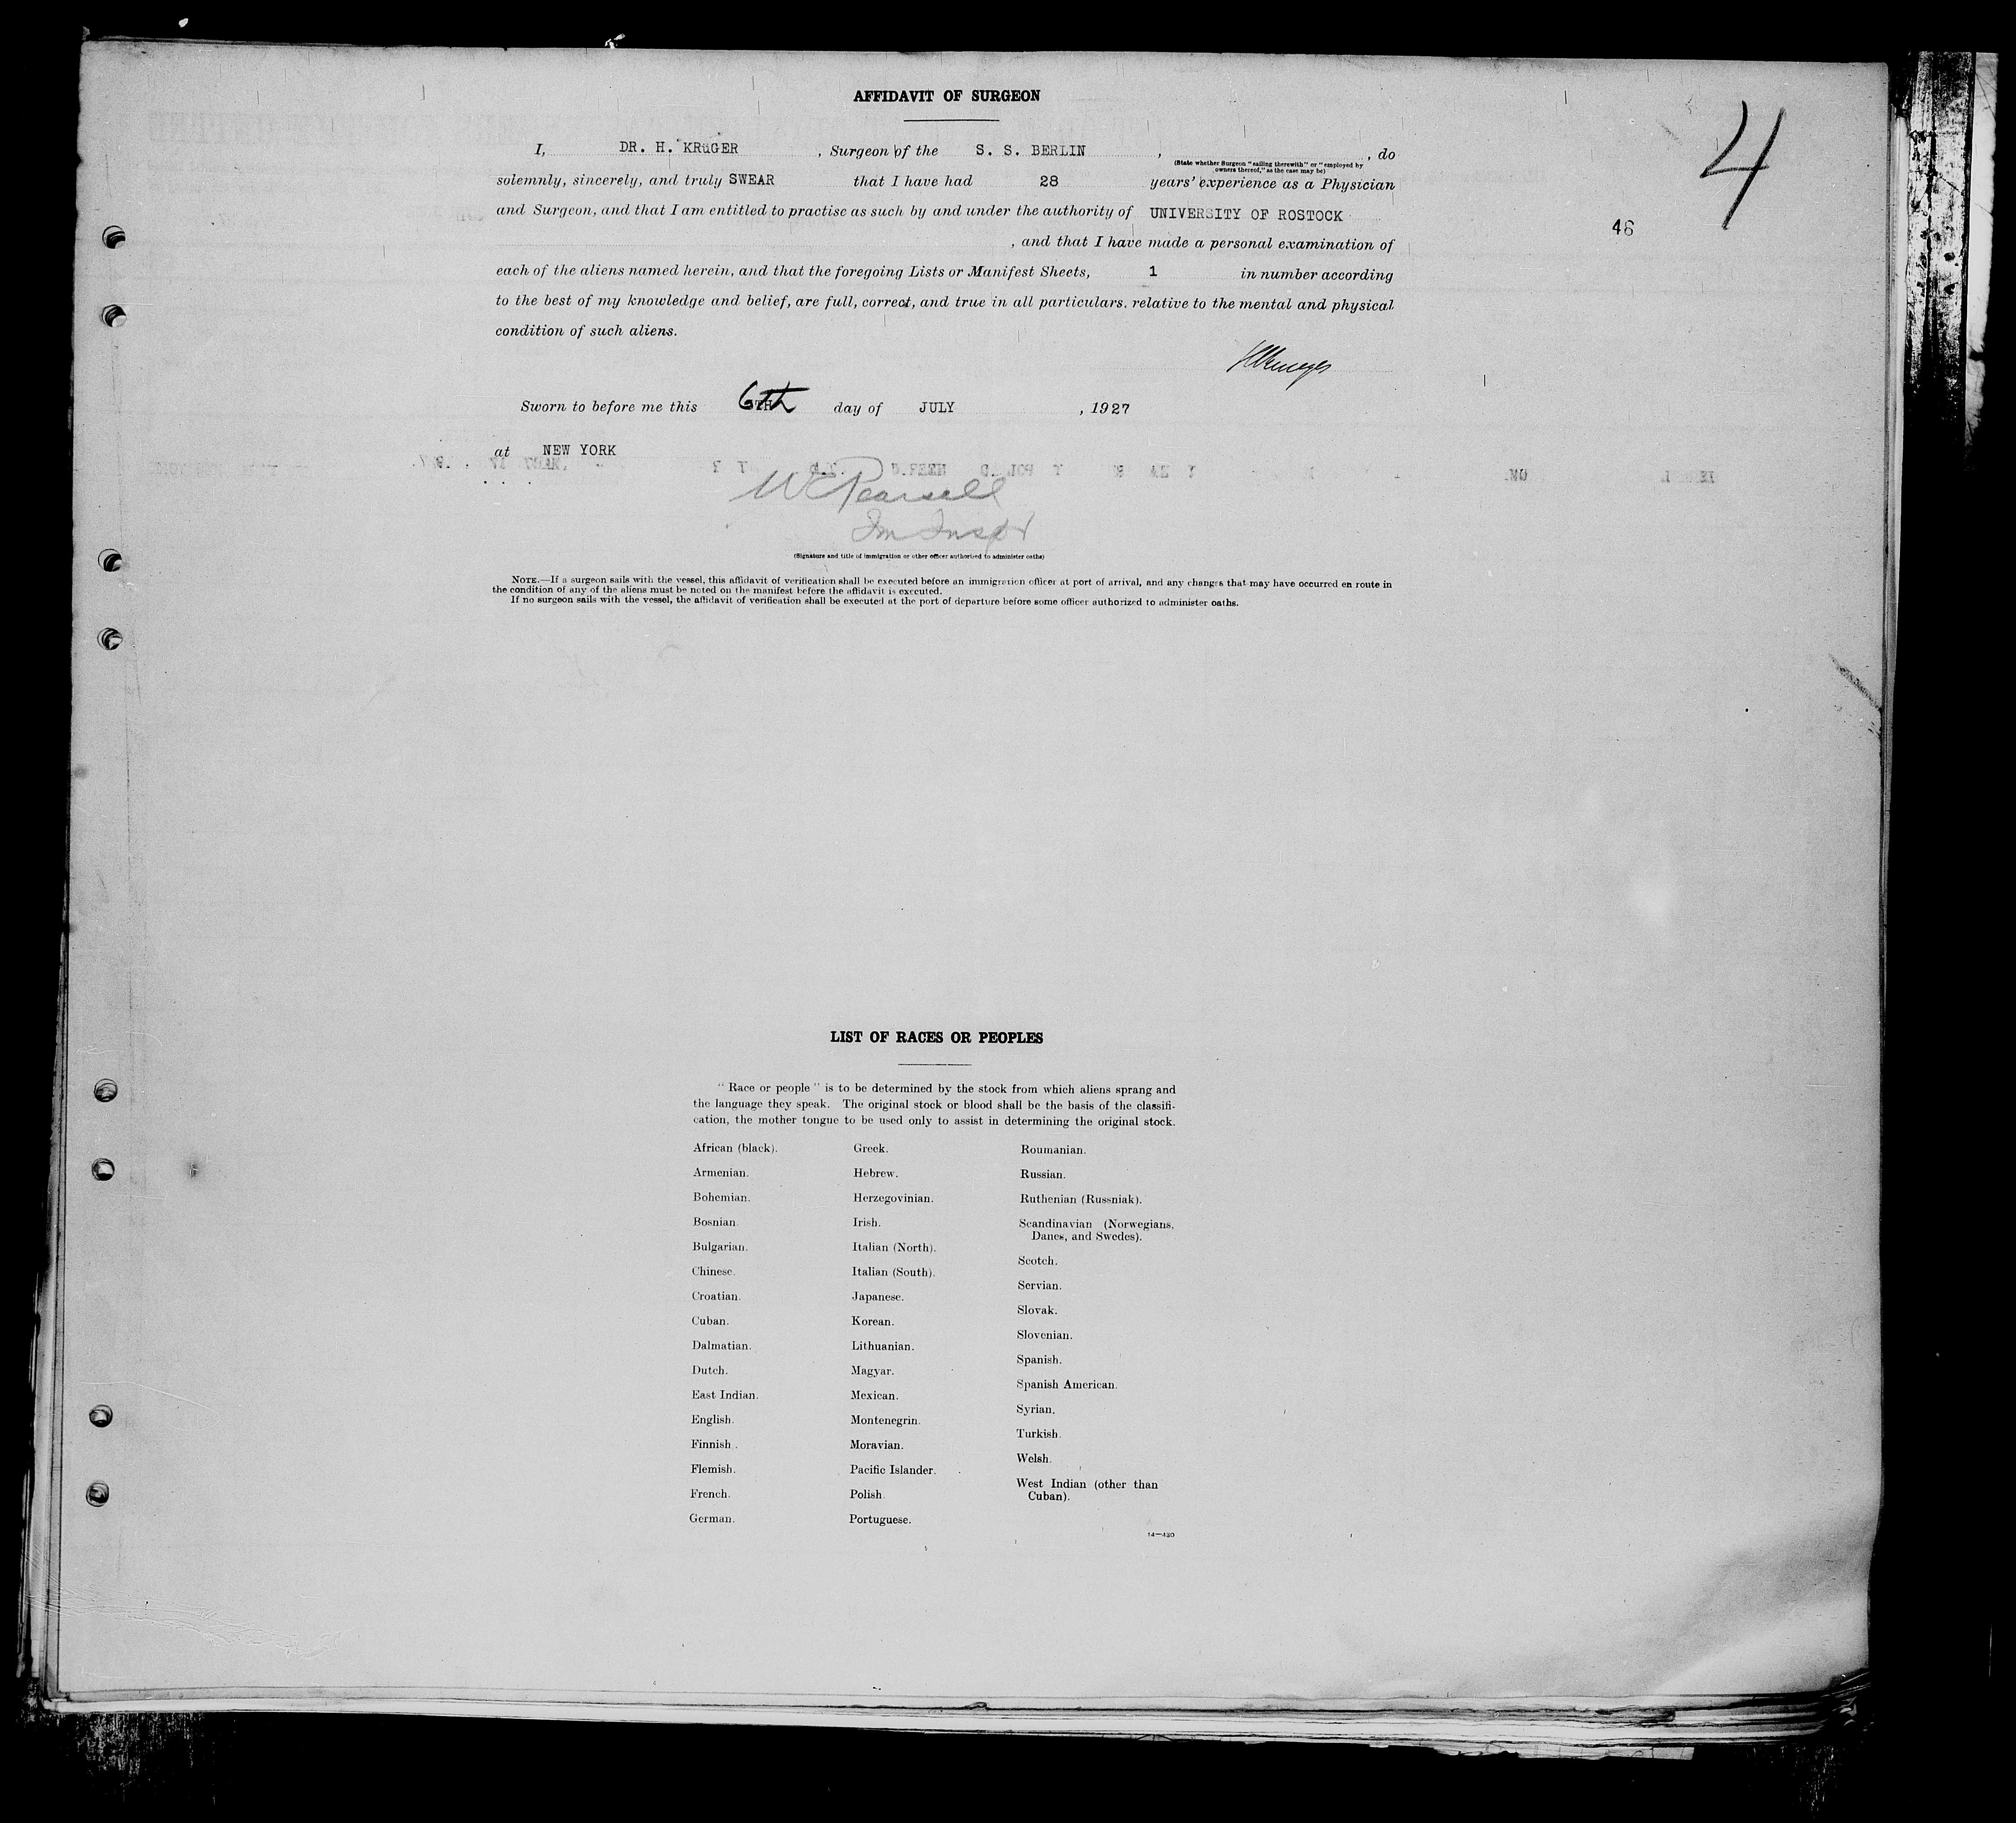 AFFIDAVIT OF SURGEON
4
I, DR. H. KRüGER, Surgeon of the S. S. BERLIN, , do
(State whether Surgeon "sailing therewith" or "employed by
owners thereof," as the case may be)
solemnly, sincerely, and truly SWEAR that I have had 28 years' experience as a Physician
and Surgeon, and that I am entitled to practise as such by and under the authority of UNIVERSITY OF ROSTOCK
46
, and that I have made a personal examination of
each of the aliens named herein, and that the foregoing Lists or Manifest Sheets, 1 in number according
to the best of my knowledge and belief, are full, correct, and true in all particulars. relative to the mental and physical
condition of such aliens.
Sworn to before me this 6th day of JULY, 1927
at NEW YORK
W E Pearsall
Im Inspr
(Signature and title of immigration or other officer authorized to administer oaths)
NOTE.—If a surgeon sails with the vessel, this affidavit of verification shall be executed before an immigration officer at port of arrival, and any changes that may have occurred en route in
the condition of any of the aliens must be noted on the manifest before the affidavit is executed.
If no surgeon sails with the vessel, the affidavit of verification shall be executed at the port of departure before some officer authorized to administer oaths.
LIST OF RACES OR PEOPLES
"Race or people" is to be determined by the stock from which aliens sprang and
the language they speak. The original stock or blood shall be the basis of the classifi-
cation, the mother tongue to be used only to assist in determining the original stock.
African (black).
Armenian.
Bohemian.
Bosnian.
Bulgarian.
Chinese.
Croatian.
Cuban.
Dalmatian.
Dutch.
East Indian.
English.
Finnish.
Flemish.
French.
German.
Greek.
Hebrew.
Herzegovinian.
Irish.
Italian (North).
Italian (South).
Japanese.
Korean.
Lithuanian.
Magyar.
Mexican.
Montenegrin.
Moravian.
Pacific Islander.
Polish.
Portuguese.
Roumanian.
Russian.
Ruthenian (Russniak).
Scandinavian (Norwegians,
Danes, and Swedes).
Scotch.
Servian.
Slovak.
Slovenian.
Spanish.
Spanish American.
Syrian.
Turkish.
Welsh.
West Indian (other than
Cuban).
14—430